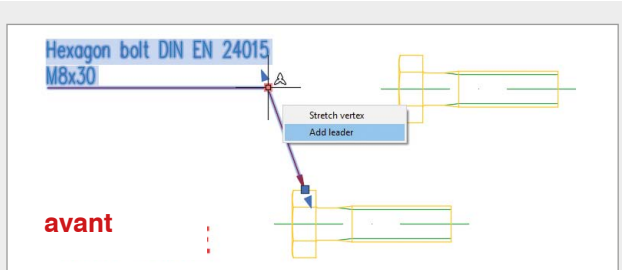 Hexagon bolt DIN EN 24015
M8x30
Stretch vertex
Add leader
avant